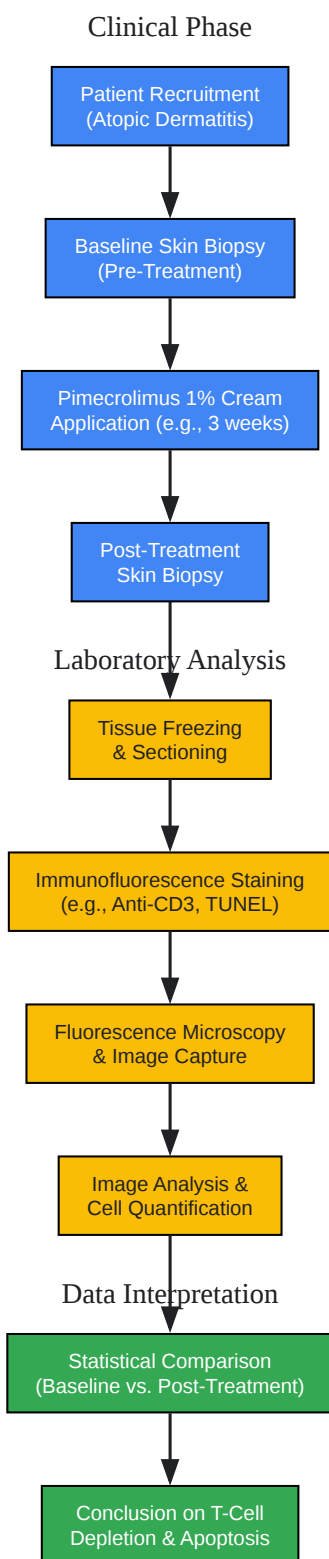 Clinical Phase
Patient Recruitment
(Atopic Dermatitis)
Baseline Skin Biopsy
(Pre-Treatment)
Pimecrolimus 1% Cream
Application (e.g., 3 weeks)
Post-Treatment
Skin Biopsy
Laboratory Analysis
Tissue Freezing
& Sectioning
Immunofluorescence Staining
(e.g., Anti-CD3, TUNEL)
Fluorescence Microscopy
& Image Capture
Image Analysis &
Cell Quantification
Data Interpretation
Statistical Comparison
(Baseline vs. Post-Treatment)
Conclusion on T-Cell
Depletion & Apoptosis